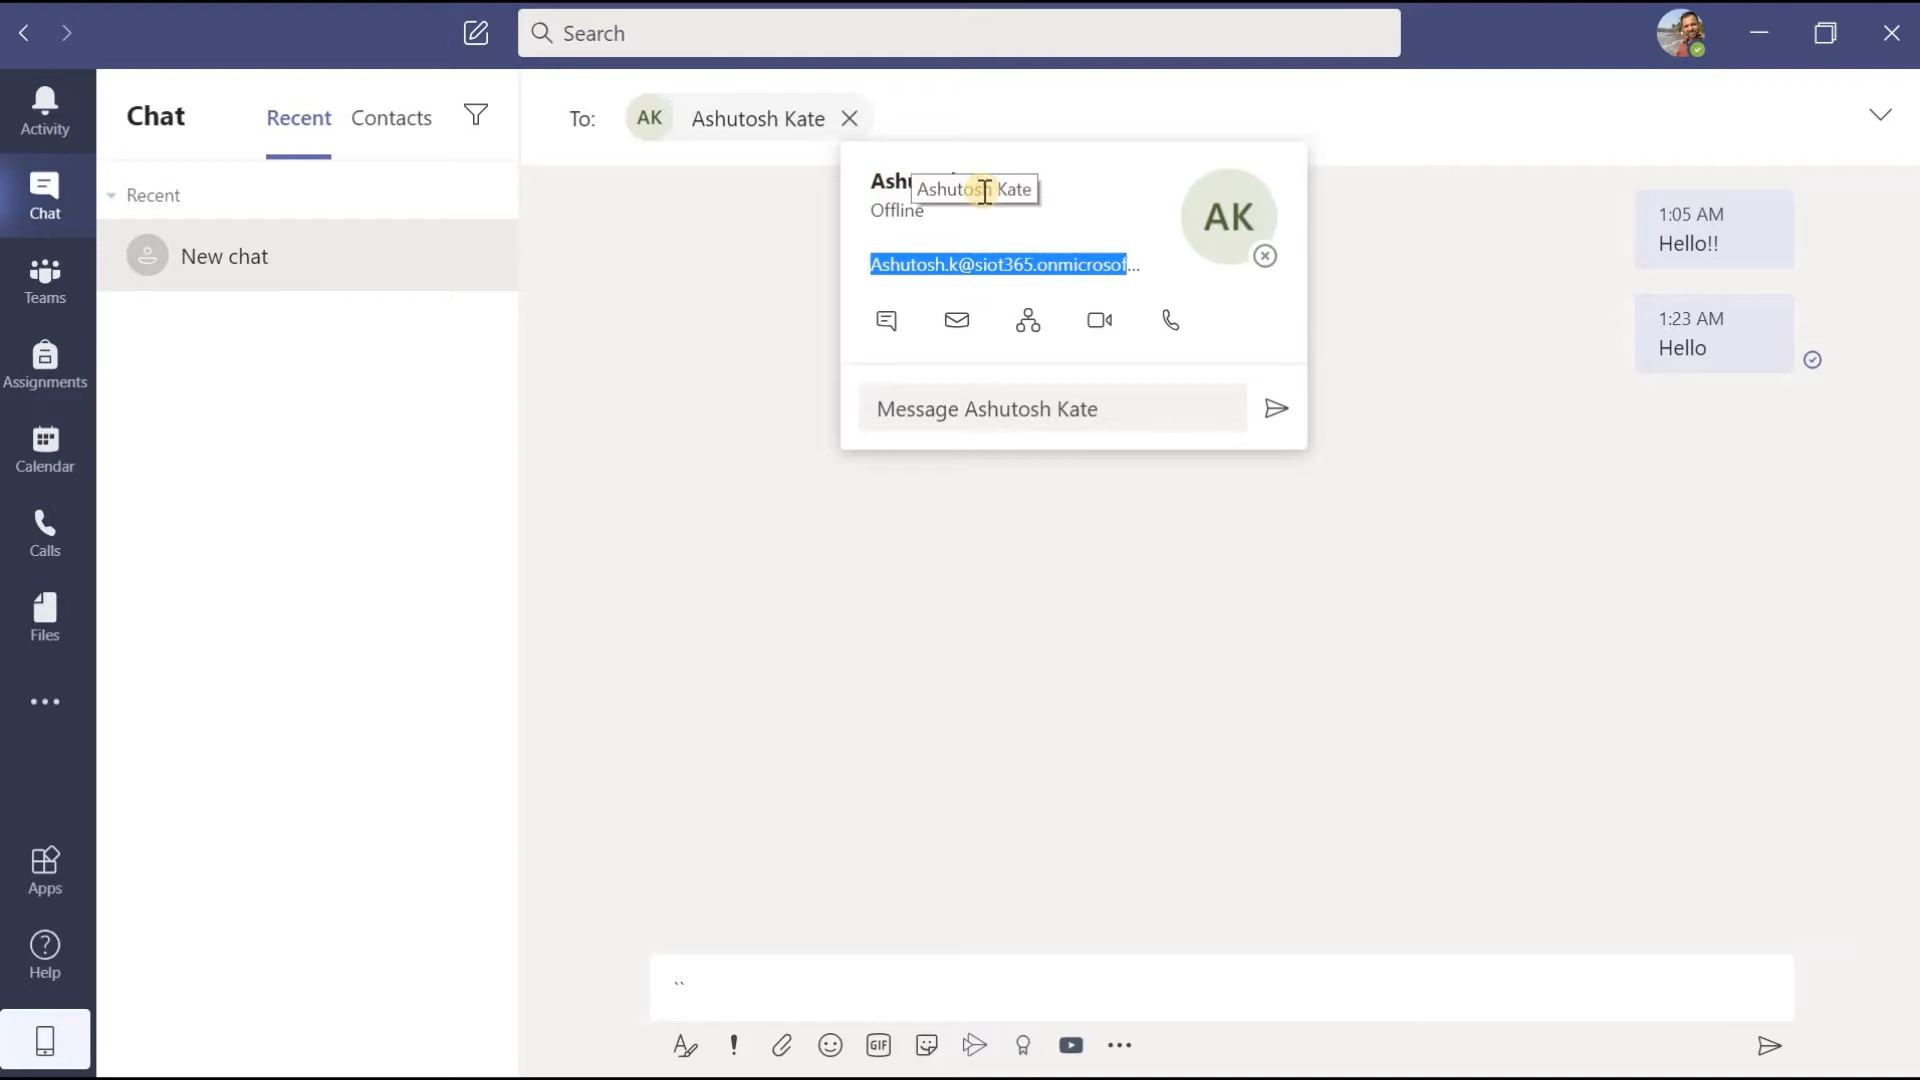 Search
Activity
Chat
Teams
Assignments
Calendar
Calls
Files
Apps
Help
Chat
Recent
Contacts
Recent
New chat
To:
AK
Ashutosh Kate
Ashu
Ashutosh Kate
Offline
AK
Ashutosh.k@siot365.onmicrosof...
Message Ashutosh Kate
1:05 AM
Hello!!
1:23 AM
Hello
``
GIF